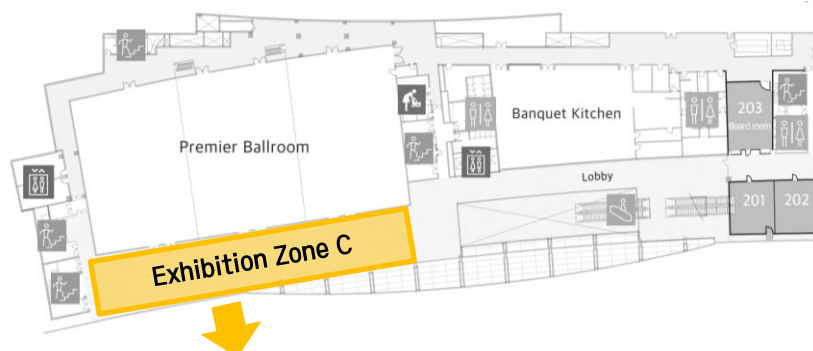 Premier Ballroom
Banquet Kitchen
203
Board room
Lobby
201
202
Exhibition Zone C